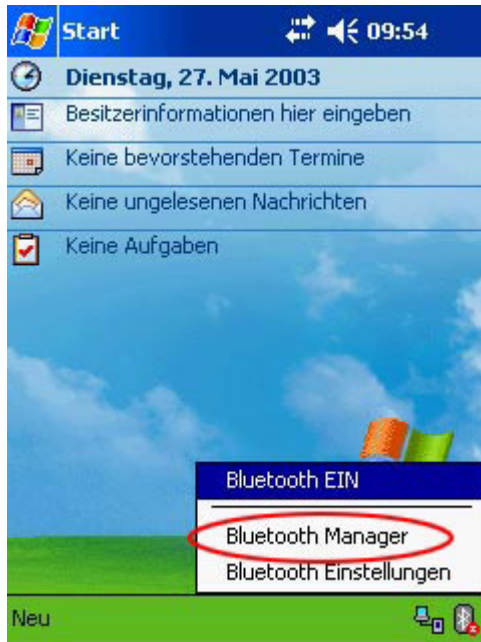 Start 09:54
Dienstag, 27. Mai 2003
Besitzerinformationen hier eingeben
Keine bevorstehenden Termine
Keine ungelesenen Nachrichten
Keine Aufgaben
Bluetooth EIN
Bluetooth Manager
Bluetooth Einstellungen
Neu